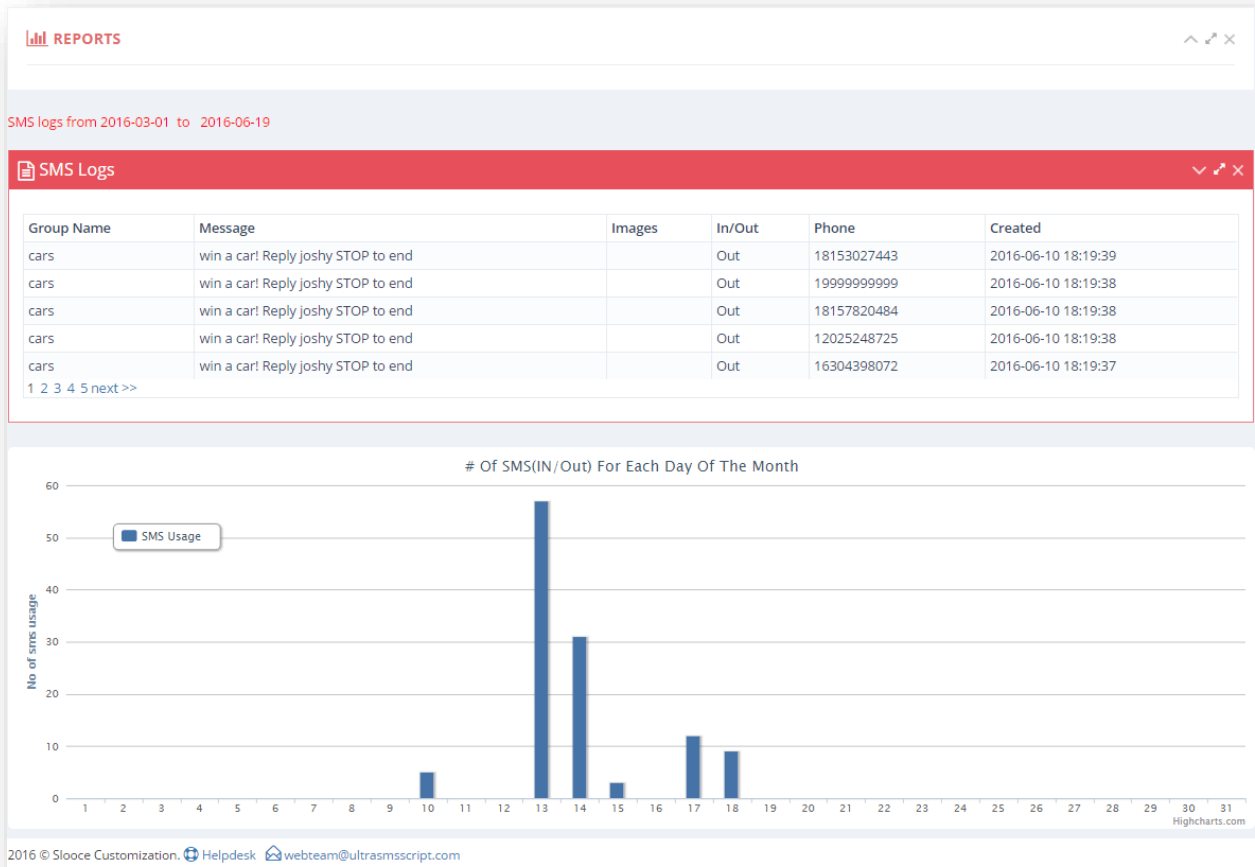 REPORTS
SMS logs from 2016-03-01 to 2016-06-19
SMS Logs
Group Name Message Images In/Out Phone Created
cars win a car! Reply joshy STOP to end Out 18153027443 2016-06-10 18:19:39
cars win a car! Reply joshy STOP to end Out 19999999999 2016-06-10 18:19:38
cars win a car! Reply joshy STOP to end Out 18157820484 2016-06-10 18:19:38
cars win a car! Reply joshy STOP to end Out 12025248725 2016-06-10 18:19:38
cars win a car! Reply joshy STOP to end Out 16304398072 2016-06-10 18:19:37
1 2 3 4 5 next >>
# Of SMS(IN/Out) For Each Day Of The Month
60
SMS Usage
50
40
No of sms usage
30
20
10
0
1 2 3 4 5 6 7 8 9 10 11 12 13 14 15 16 17 18 19 20 21 22 23 24 25 26 27 28 29 30 31
Highcharts.com
2016 © Slooce Customization. Helpdesk webteam@ultrasmsscript.com